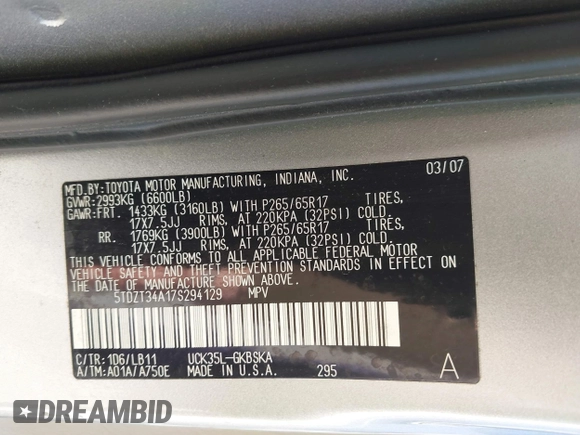 MFD.BY:TOYOTA MOTOR MANUFACTURING, INDIANA, INC. 03/07
GVWR:2993KG (6600LB)
GAWR:FRT. 1433KG (3160LB) WITH P265/65R17 TIRES,
17X7.5JJ RIMS, AT 220KPA (32PSI) COLD.
RR. 1769KG (3900LB) WITH P265/65R17 TIRES,
17X7.5JJ RIMS, AT 220KPA (32PSI) COLD.
THIS VEHICLE CONFORMS TO ALL APPLICABLE FEDERAL MOTOR
VEHICLE SAFETY AND THEFT PREVENTION STANDARDS IN EFFECT ON
THE DATE OF MANUFACTURE SHOWN ABOVE.
5TDZT34A17S294129 MPV
C/TR:1D6/LB11 UCK35L-GKBSKA
A/TM:A01A/A750E MADE IN U.S.A. 295 A
DREAMBID